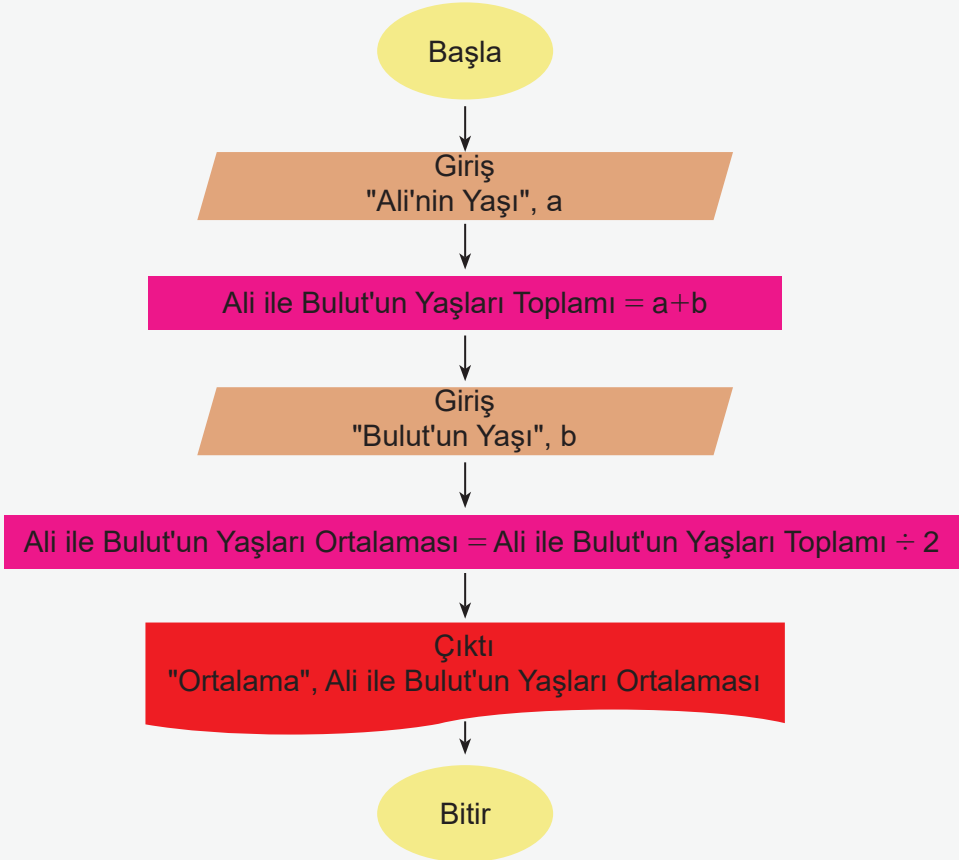 Başla
Giriş
"Ali'nin Yaşı", a
Ali ile Bulut'un Yaşları Toplamı = a+b
Giriş
"Bulut'un Yaşı", b
Ali ile Bulut'un Yaşları Ortalaması = Ali ile Bulut'un Yaşları Toplamı ÷ 2
Çıktı
"Ortalama", Ali ile Bulut'un Yaşları Ortalaması
Bitir